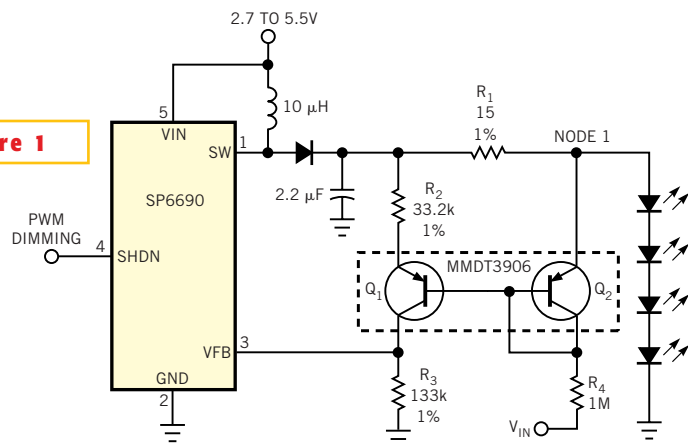 2.7 TO 5.5V
10 μH
R1
15
1%
NODE 1
5
VIN
re 1
SW
1
2.2 μF
R2
33.2k
1%
SP6690
PWM
DIMMING
4
SHDN
MMDT3906
Q1
Q2
VFB
3
R3
133k
1%
R4
1M
GND
2
VIN